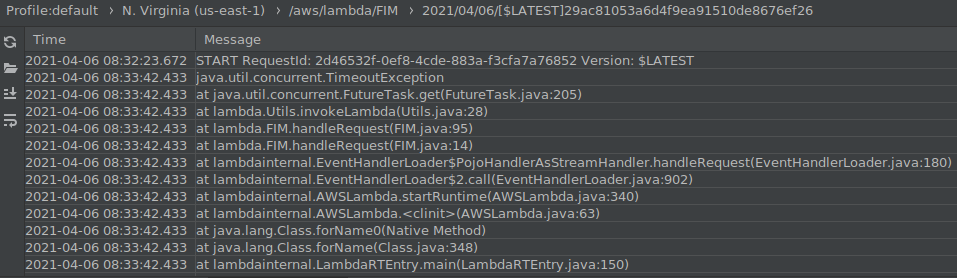 Profile:default > N. Virginia (us-east-1) > /aws/lambda/FIM > 2021/04/06/[$LATEST]29ac81053a6d4f9ea91510de8676ef26
Time Message
2021-04-06 08:32:23.672 START RequestId: 2d46532f-0ef8-4cde-883a-f3cfa7a76852 Version: $LATEST
2021-04-06 08:33:42.433 java.util.concurrent.TimeoutException
2021-04-06 08:33:42.433 at java.util.concurrent.FutureTask.get(FutureTask.java:205)
2021-04-06 08:33:42.433 at lambda.Utils.invokeLambda(Utils.java:28)
2021-04-06 08:33:42.433 at lambda.FIM.handleRequest(FIM.java:95)
2021-04-06 08:33:42.433 at lambda.FIM.handleRequest(FIM.java:14)
2021-04-06 08:33:42.433 at lambdainternal.EventHandlerLoader$PojoHandlerAsStreamHandler.handleRequest(EventHandlerLoader.java:180)
2021-04-06 08:33:42.433 at lambdainternal.EventHandlerLoader$2.call(EventHandlerLoader.java:902)
2021-04-06 08:33:42.433 at lambdainternal.AWSLambda.startRuntime(AWSLambda.java:340)
2021-04-06 08:33:42.433 at lambdainternal.AWSLambda.<clinit>(AWSLambda.java:63)
2021-04-06 08:33:42.433 at java.lang.Class.forName0(Native Method)
2021-04-06 08:33:42.433 at java.lang.Class.forName(Class.java:348)
2021-04-06 08:33:42.433 at lambdainternal.LambdaRTEntry.main(LambdaRTEntry.java:150)